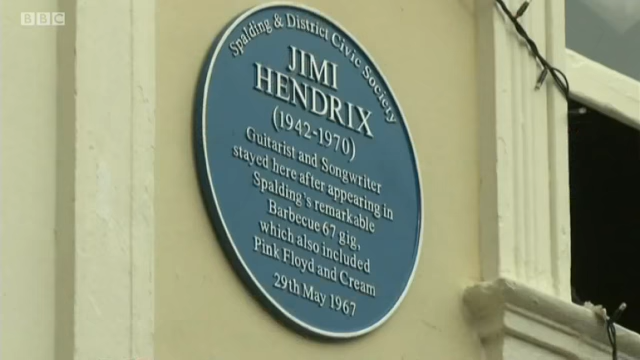 BBC
Spalding & District Civic Society
JIMI
HENDRIX
(1942-1970)
Guitarist and Songwriter
stayed here after appearing in
Spalding's remarkable
Barbecue 67 gig,
which also included
Pink Floyd and Cream
29th May 1967